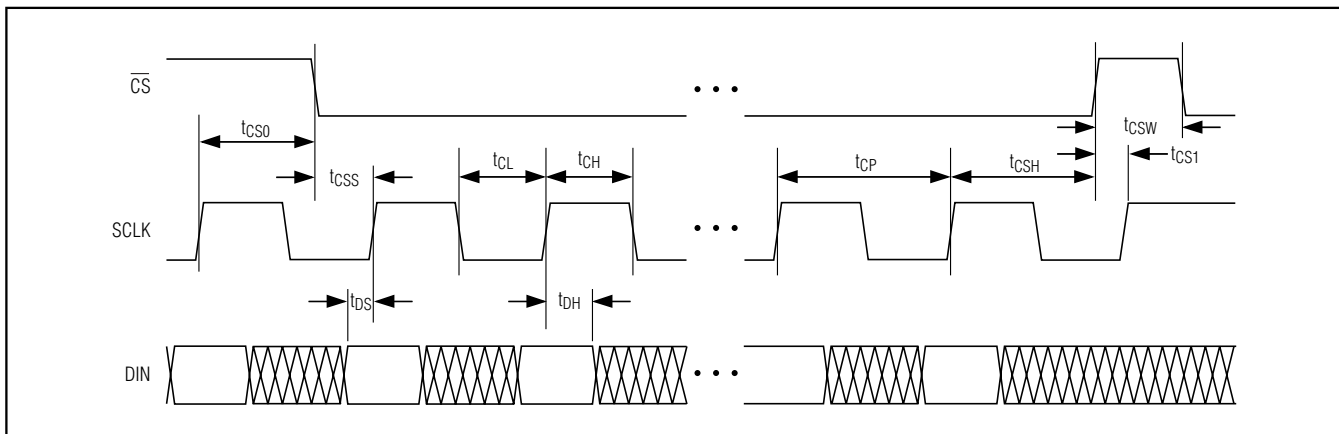 CS
tCS0
tCSW
tCS1
tCSS
tCL
tCH
tCP
tCSH
SCLK
tDS
tDH
DIN